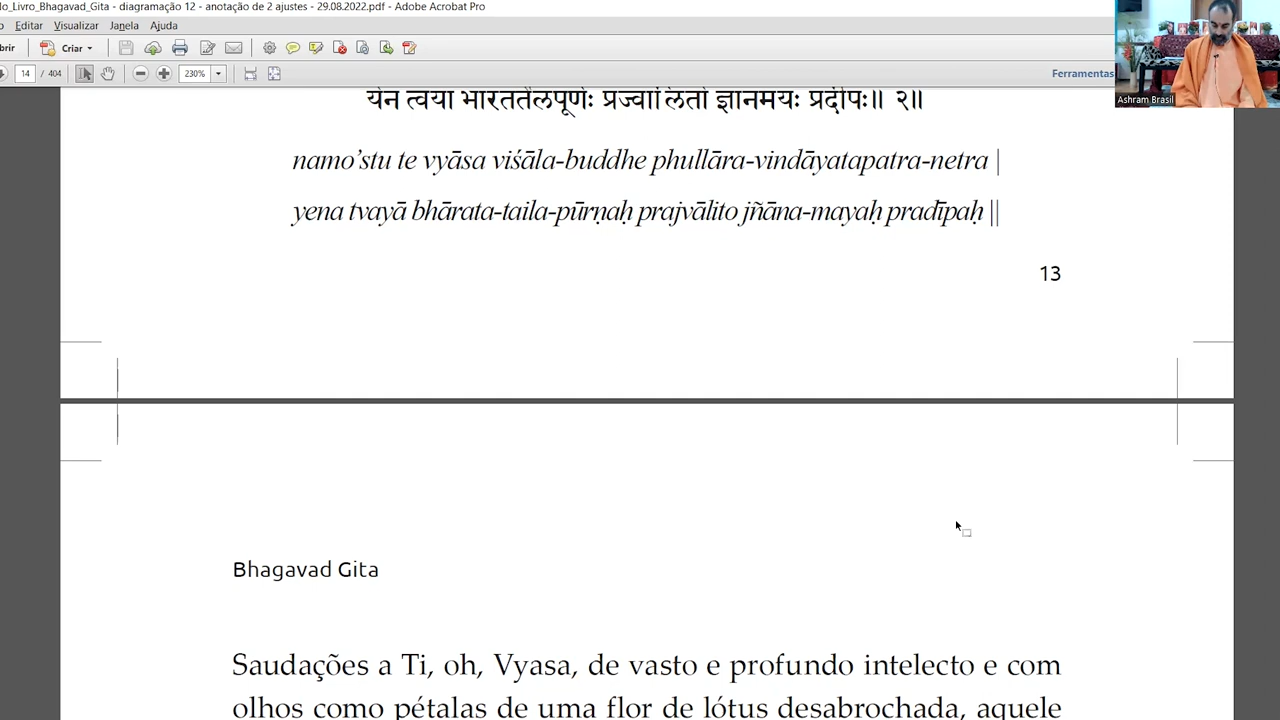 lo_Livro_Bhagavad_Gita - diagramação 12 - anotação de 2 ajustes - 29.08.2022.pdf - Adobe Acrobat Pro
Editar Visualizar Janela Ajuda
brir Criar
14 / 404 230% Ferramentas
Ashram Brasil
येन त्वया भारततैलपूर्णः प्रज्वालितो ज्ञानमयः प्रदीपः॥ २॥
namo’stu te vyāsa viśāla-buddhe phullāra-vindāyatapatra-netra |
yena tvayā bhārata-taila-pūrṇaḥ prajvālito jñāna-mayaḥ pradīpaḥ ||
13
Bhagavad Gita
Saudações a Ti, oh, Vyasa, de vasto e profundo intelecto e com
olhos como pétalas de uma flor de lótus desabrochada, aquele